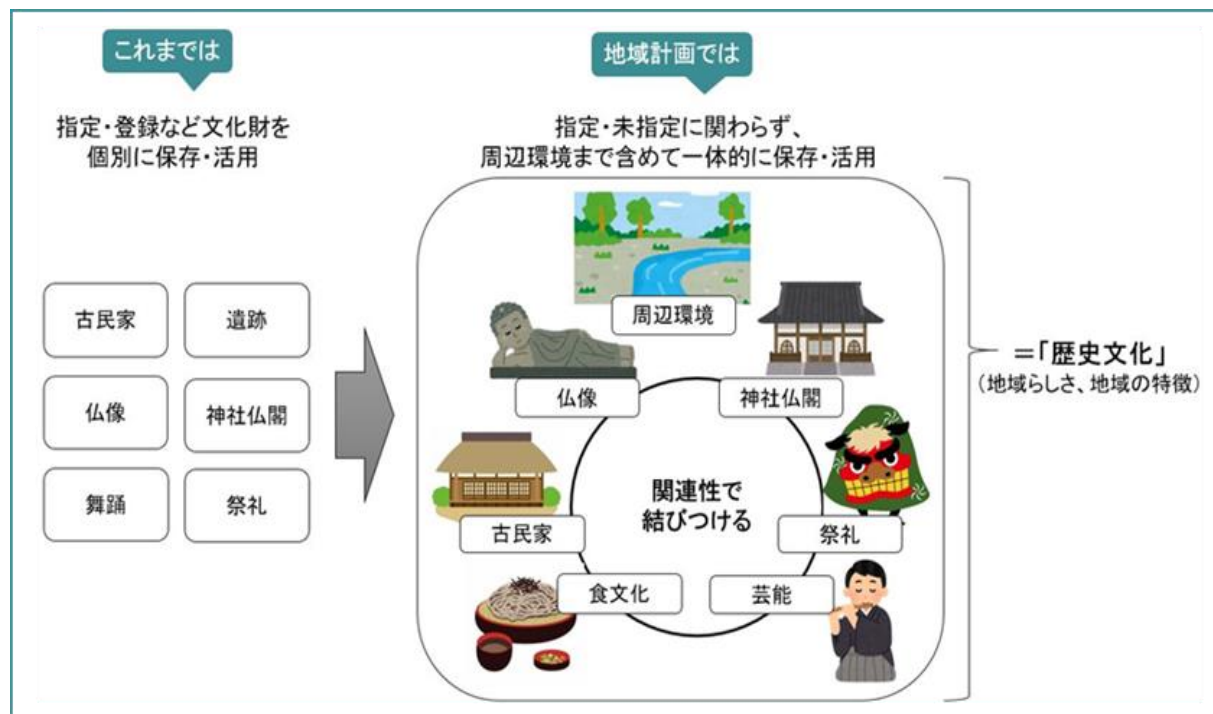 これまでは
指定・登録など文化財を
個別に保存・活用
古民家
遺跡
仏像
神社仏閣
舞踊
祭礼
地域計画では
指定・未指定に関わらず、
周辺環境まで含めて一体的に保存・活用
周辺環境
仏像
神社仏閣
古民家
関連性で
結びつける
祭礼
食文化
芸能
=「歴史文化」
(地域らしさ、地域の特徴)